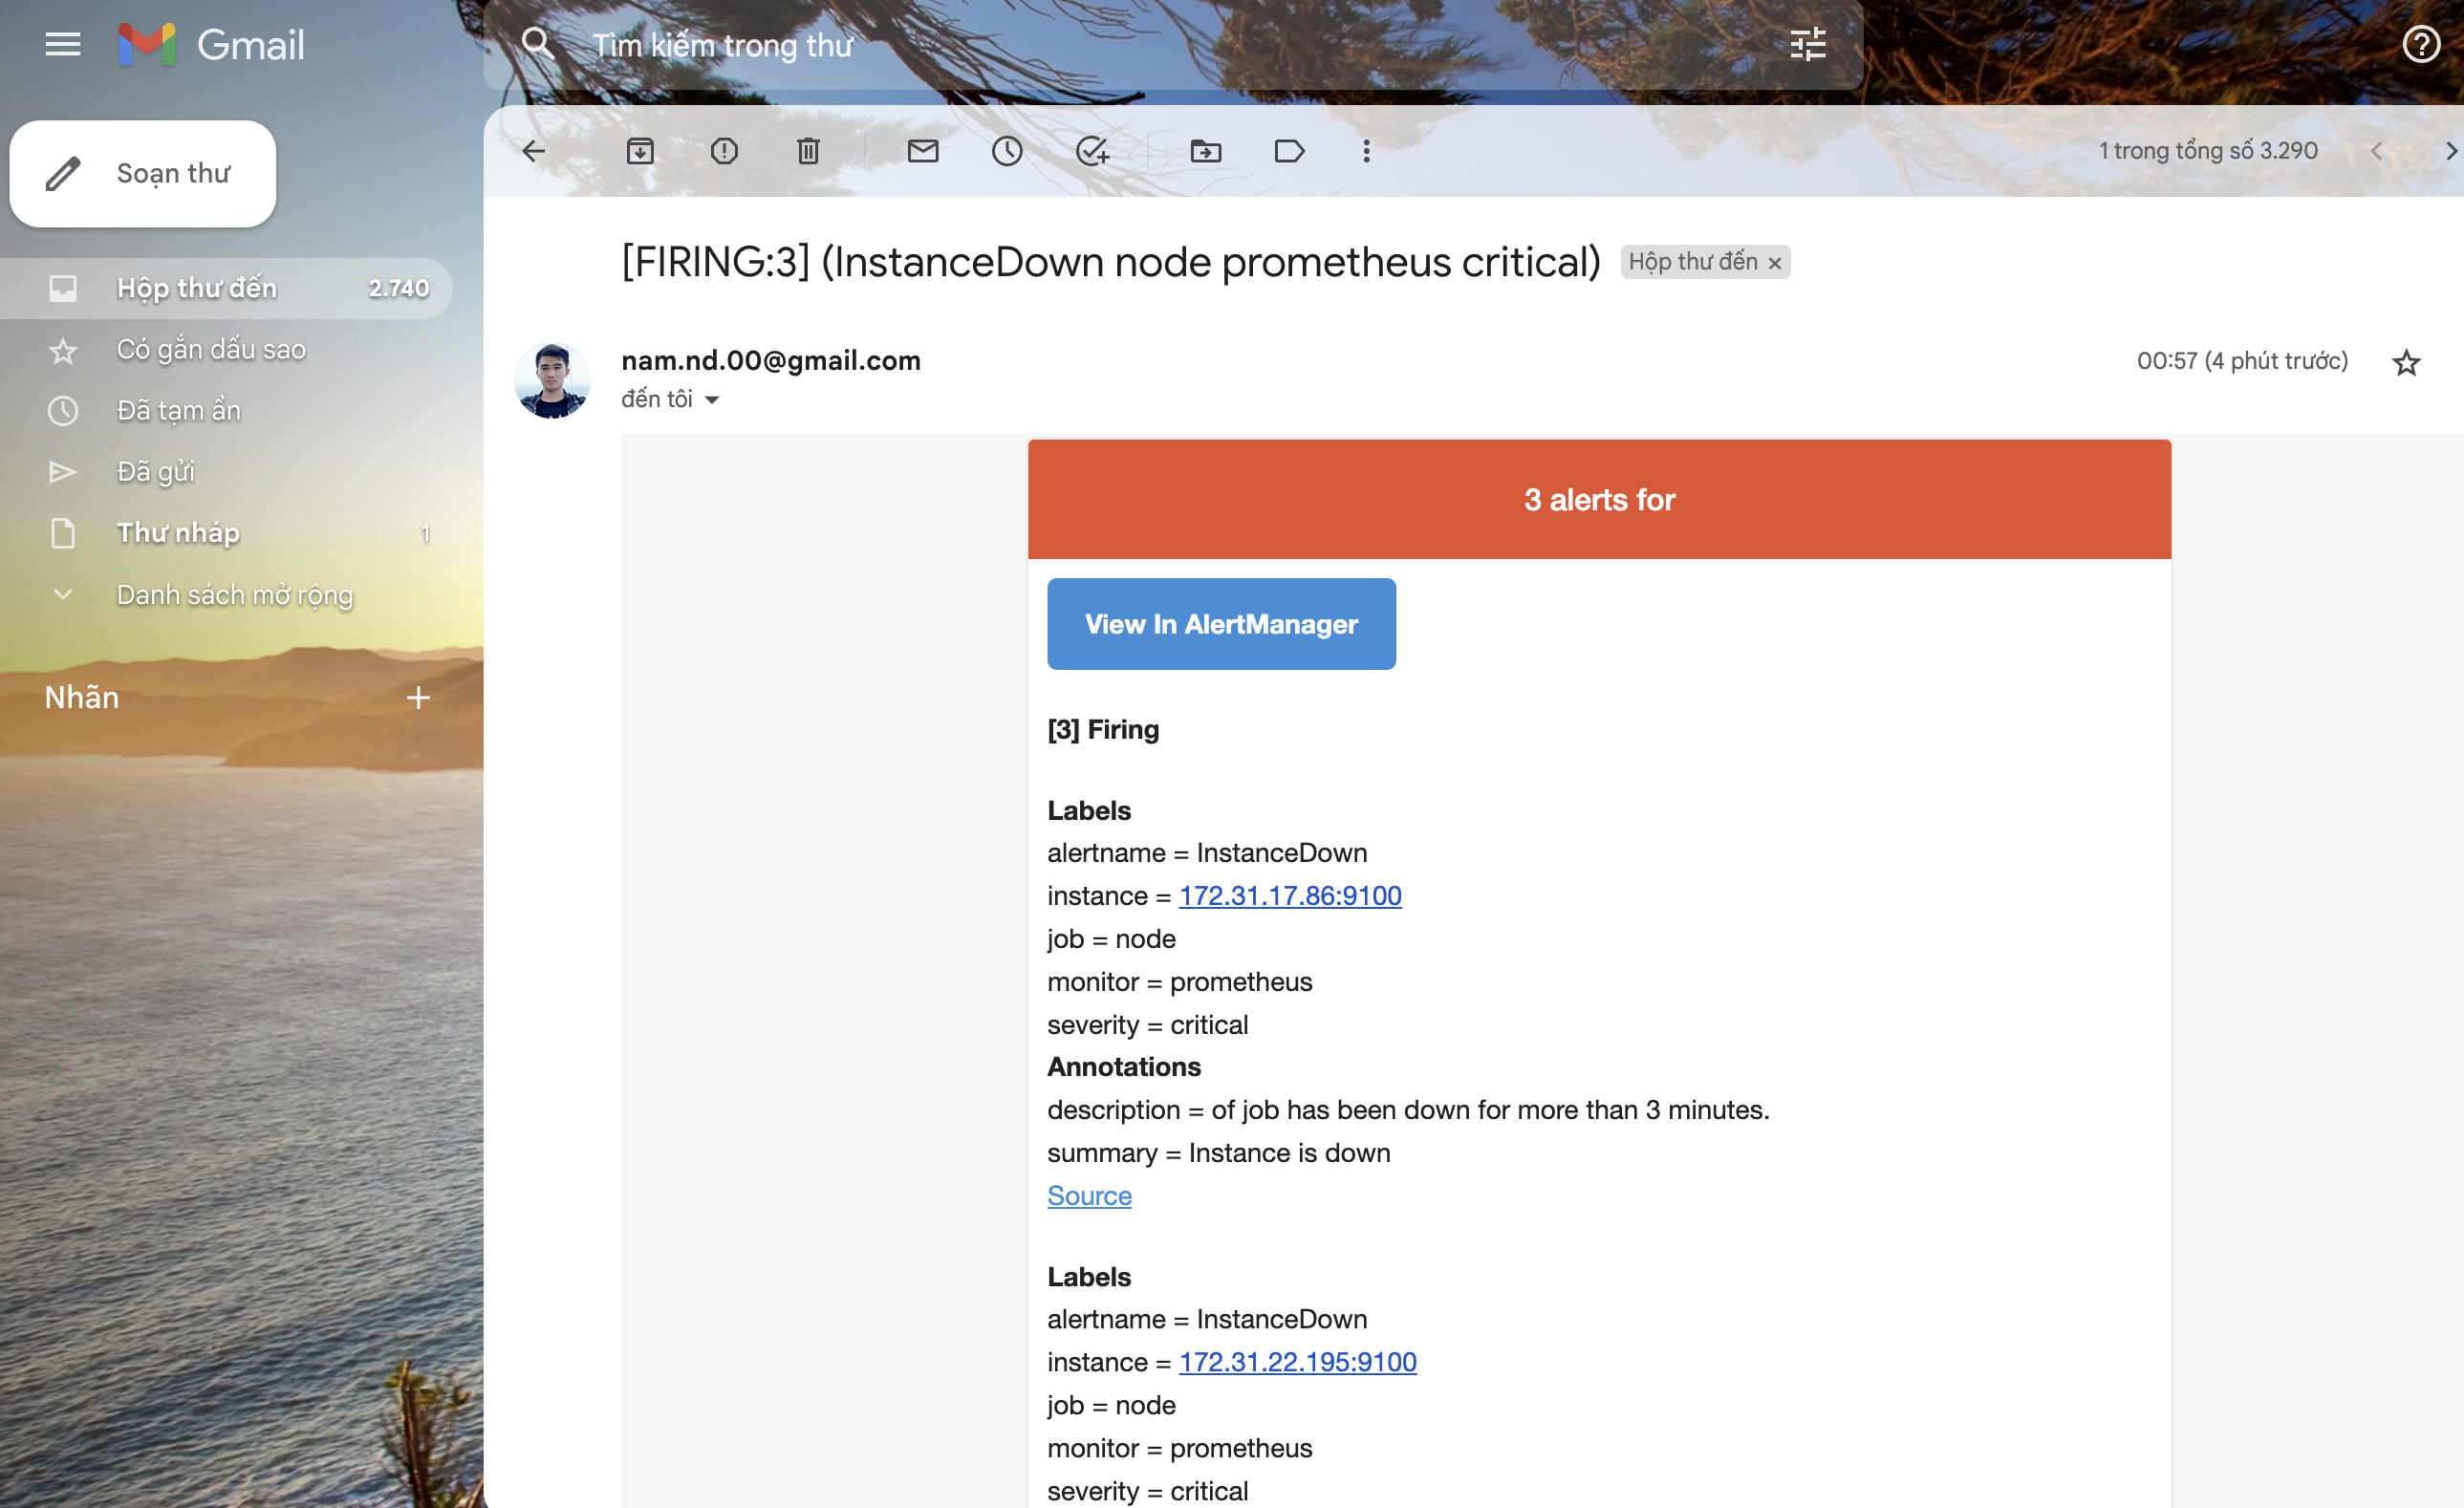 Gmail
Tìm kiếm trong thư
Soạn thư
1 trong tổng số 3.290
Hộp thư đến 2.740
Có gắn dấu sao
Đã tạm ẩn
Đã gửi
Thư nháp 1
Danh sách mở rộng
Nhãn
[FIRING:3] (InstanceDown node prometheus critical) Hộp thư đến
nam.nd.00@gmail.com
00:57 (4 phút trước)
đến tôi
3 alerts for
View In AlertManager
[3] Firing
Labels
alertname = InstanceDown
instance = 172.31.17.86:9100
job = node
monitor = prometheus
severity = critical
Annotations
description = of job has been down for more than 3 minutes.
summary = Instance is down
Source
Labels
alertname = InstanceDown
instance = 172.31.22.195:9100
job = node
monitor = prometheus
severity = critical